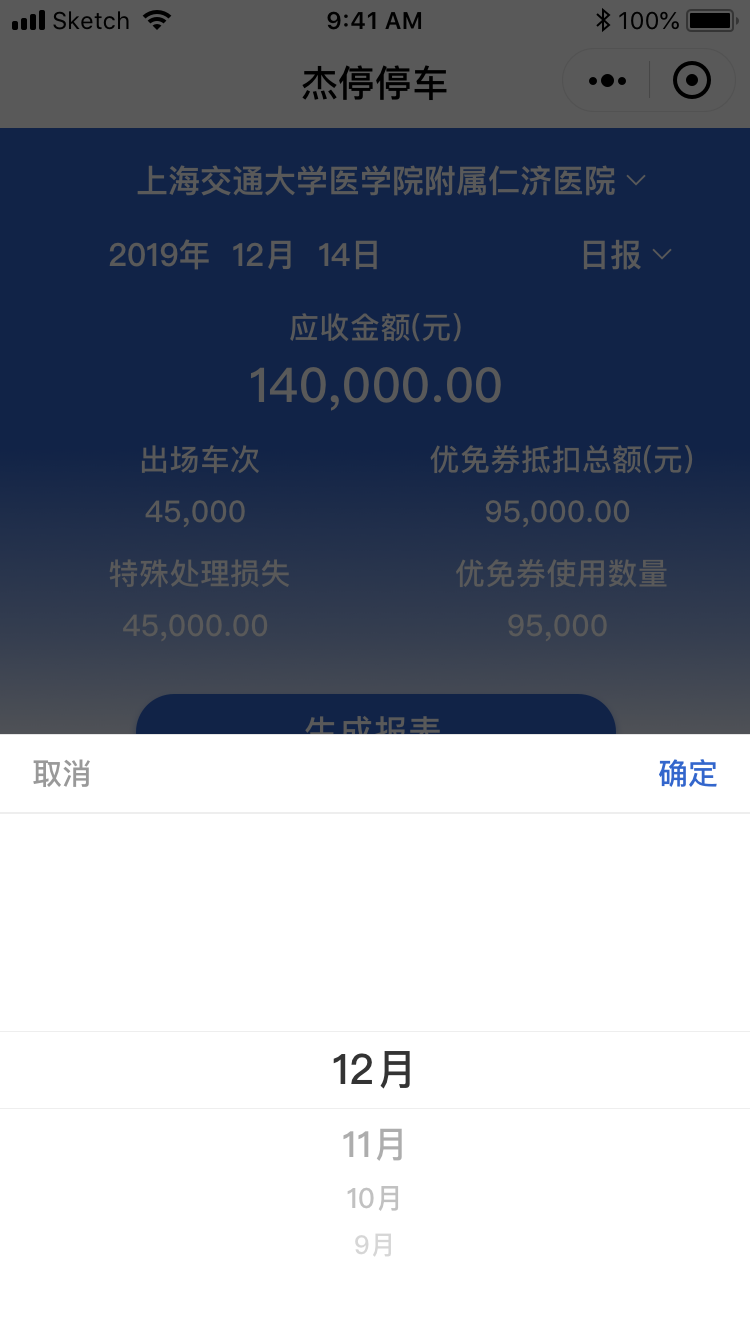 Sketch 9:41 AM 100%
杰停停车
上海交通大学医学院附属仁济医院
2019年 12月 14日 日报
应收金额(元)
140,000.00
出场车次 优免券抵扣总额(元)
45,000 95,000.00
特殊处理损失 优免券使用数量
45,000.00 95,000
生成报表
取消 确定
12月
11月
10月
9月